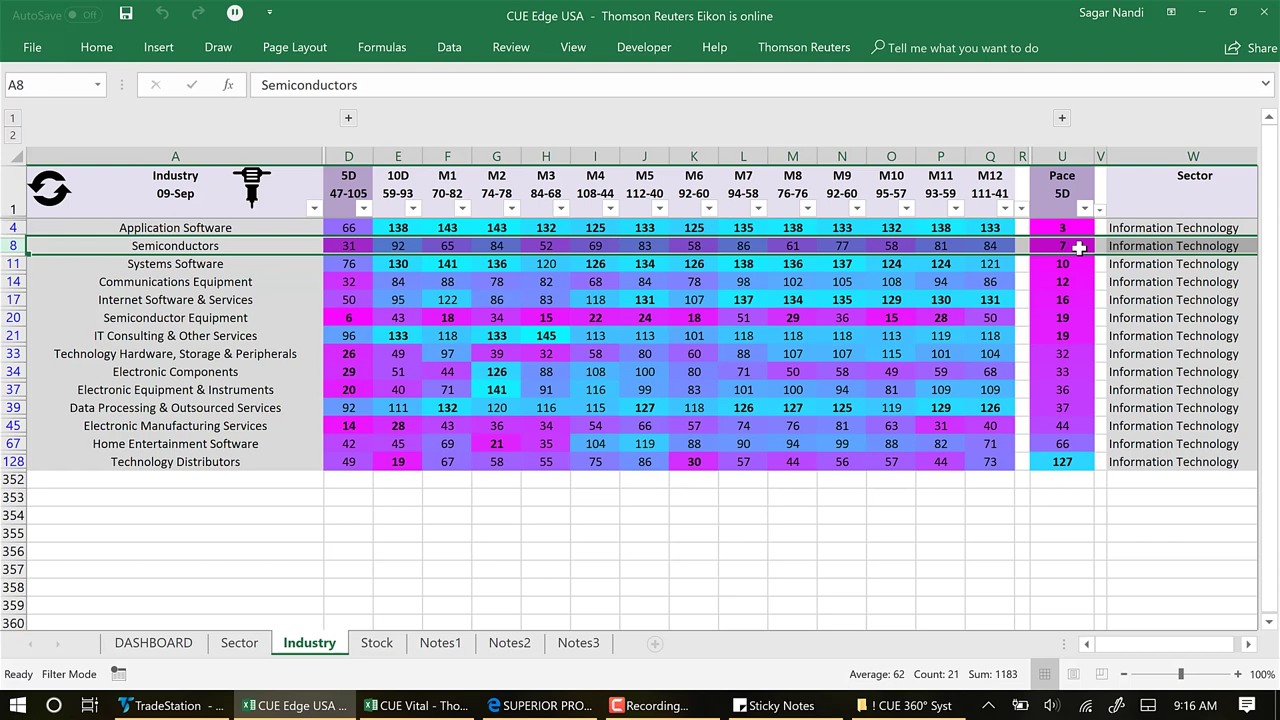 AutoSave Off
CUE Edge USA – Thomson Reuters Eikon is online
Sagar Nandi
File Home Insert Draw Page Layout Formulas Data Review View Developer Help Thomson Reuters Tell me what you want to do Share
A8 fx Semiconductors
1
2
A D E F G H I J K L M N O P Q R U V W
Industry 5D 10D M1 M2 M3 M4 M5 M6 M7 M8 M9 M10 M11 M12 Pace Sector
1 09-Sep 47-105 59-93 70-82 74-78 84-68 108-44 112-40 92-60 94-58 76-76 92-60 95-57 93-59 111-41 5D
4 Application Software 66 138 143 143 132 125 133 125 135 138 133 132 138 133 3 Information Technology
8 Semiconductors 31 92 65 84 52 69 83 58 86 61 77 58 81 84 7 Information Technology
11 Systems Software 76 130 141 136 120 126 134 126 138 136 137 124 124 121 10 Information Technology
14 Communications Equipment 32 84 88 78 82 68 84 78 98 102 105 108 94 86 12 Information Technology
17 Internet Software & Services 50 95 122 86 83 118 131 107 137 134 135 129 130 131 16 Information Technology
20 Semiconductor Equipment 6 43 18 34 15 22 24 18 51 29 36 15 28 50 19 Information Technology
21 IT Consulting & Other Services 96 133 118 133 145 113 113 101 118 118 118 113 119 118 19 Information Technology
33 Technology Hardware, Storage & Peripherals 26 49 97 39 32 58 80 60 88 107 107 115 101 104 32 Information Technology
34 Electronic Components 29 51 44 126 88 108 100 80 71 50 58 49 59 68 33 Information Technology
37 Electronic Equipment & Instruments 20 40 71 141 91 116 99 83 101 100 94 81 109 109 36 Information Technology
39 Data Processing & Outsourced Services 92 111 132 120 116 115 127 118 126 127 125 119 129 126 37 Information Technology
45 Electronic Manufacturing Services 14 28 43 36 34 54 66 57 74 76 81 63 31 40 44 Information Technology
67 Home Entertainment Software 42 45 69 21 35 104 119 88 90 94 99 88 82 71 66 Information Technology
128 Technology Distributors 49 19 67 58 55 75 86 30 57 44 56 57 44 73 127 Information Technology
352
353
354
355
356
357
358
359
360
DASHBOARD Sector Industry Stock Notes1 Notes2 Notes3
Ready Filter Mode Average: 62 Count: 21 Sum: 1183 100%
TradeStation - ... CUE Edge USA ... CUE Vital - Tho... SUPERIOR PRO... Recording... Sticky Notes ! CUE 360° Syst 9:16 AM